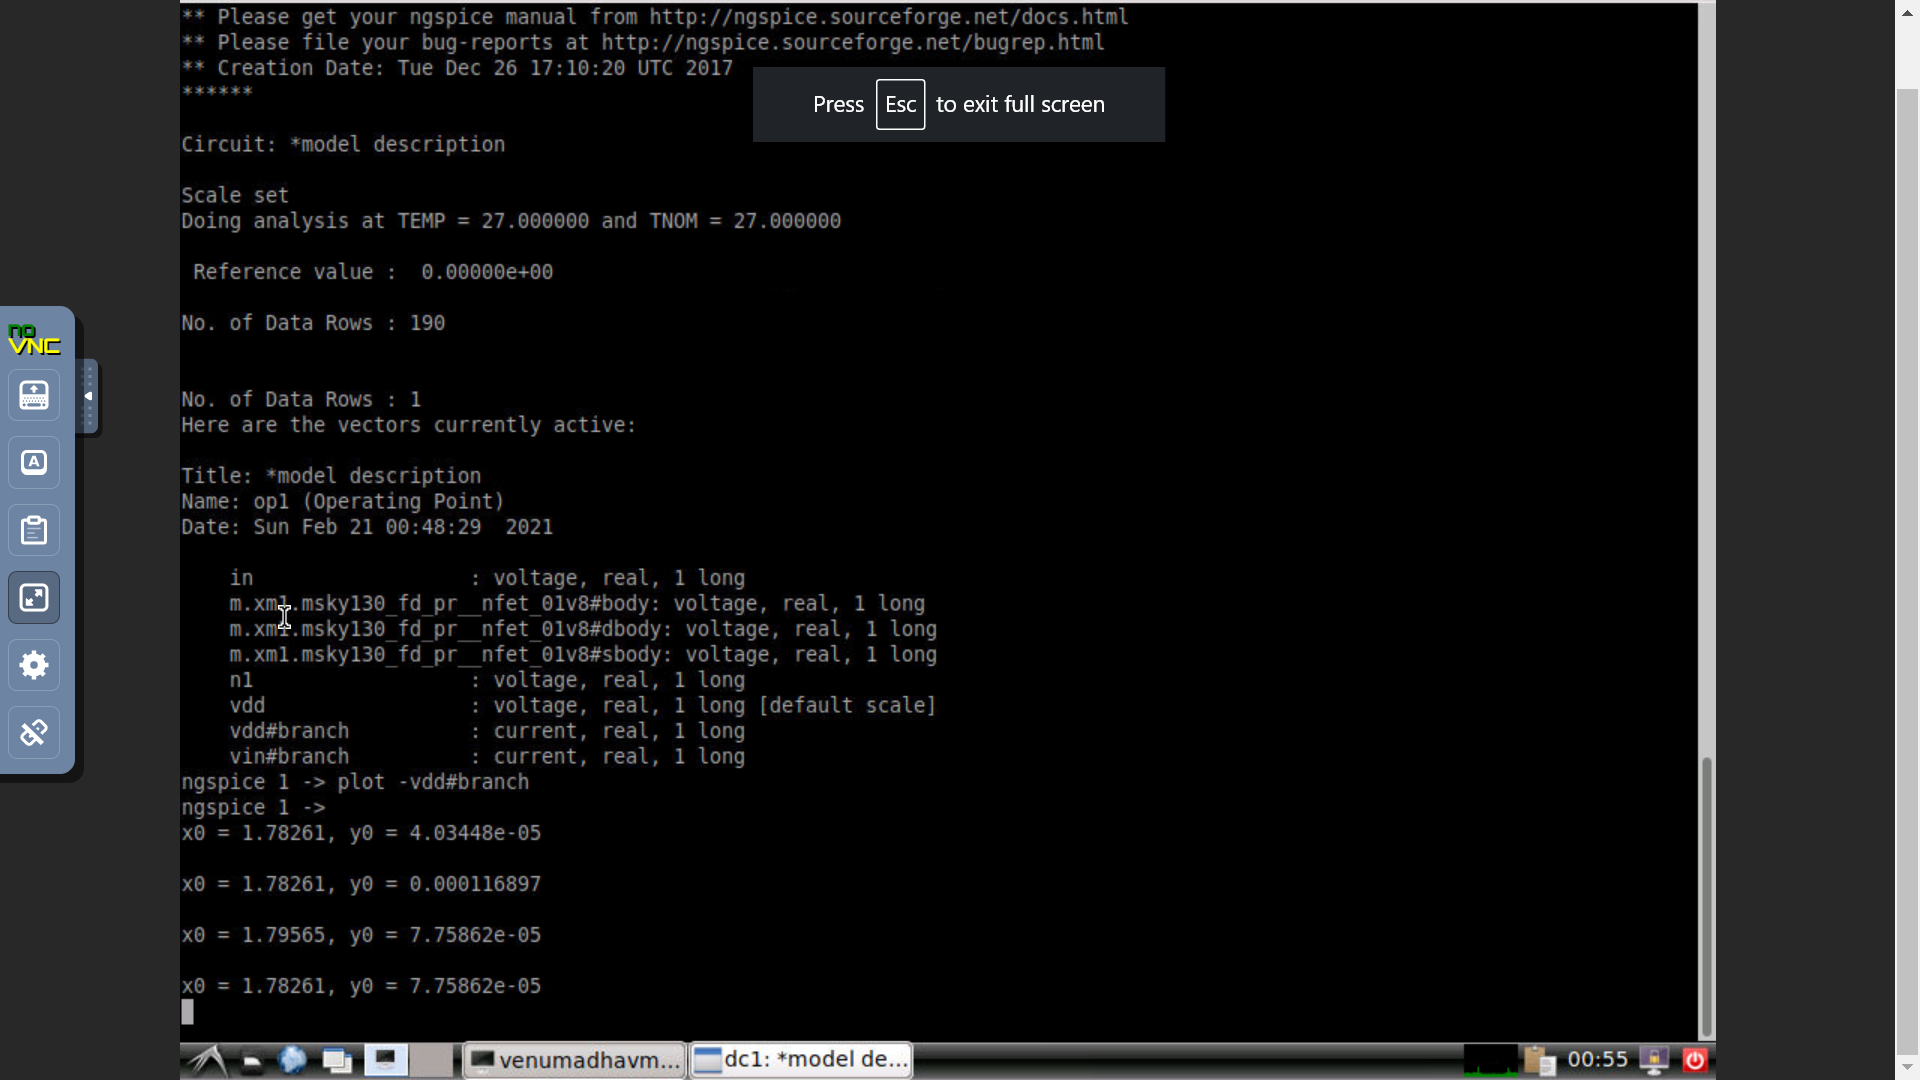 ** Please get your ngspice manual from http://ngspice.sourceforge.net/docs.html
** Please file your bug-reports at http://ngspice.sourceforge.net/bugrep.html
** Creation Date: Tue Dec 26 17:10:20 UTC 2017
******
Press Esc to exit full screen
Circuit: *model description
Scale set
Doing analysis at TEMP = 27.000000 and TNOM = 27.000000
Reference value :  0.00000e+00
No. of Data Rows : 190
no
VNC
No. of Data Rows : 1
Here are the vectors currently active:
Title: *model description
Name: op1 (Operating Point)
Date: Sun Feb 21 00:48:29  2021
in                  : voltage, real, 1 long
m.xm1.msky130_fd_pr__nfet_01v8#body: voltage, real, 1 long
m.xm1.msky130_fd_pr__nfet_01v8#dbody: voltage, real, 1 long
m.xm1.msky130_fd_pr__nfet_01v8#sbody: voltage, real, 1 long
n1                  : voltage, real, 1 long
vdd                 : voltage, real, 1 long [default scale]
vdd#branch          : current, real, 1 long
vin#branch          : current, real, 1 long
ngspice 1 -> plot -vdd#branch
ngspice 1 ->
x0 = 1.78261, y0 = 4.03448e-05
x0 = 1.78261, y0 = 0.000116897
x0 = 1.79565, y0 = 7.75862e-05
x0 = 1.78261, y0 = 7.75862e-05
venumadhavm...
dc1: *model de...
00:55